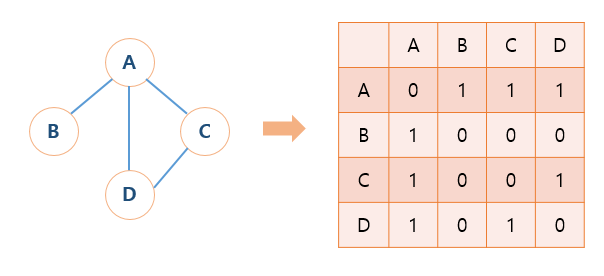 A
B
C
D
A B C D
A 0 1 1 1
B 1 0 0 0
C 1 0 0 1
D 1 0 1 0